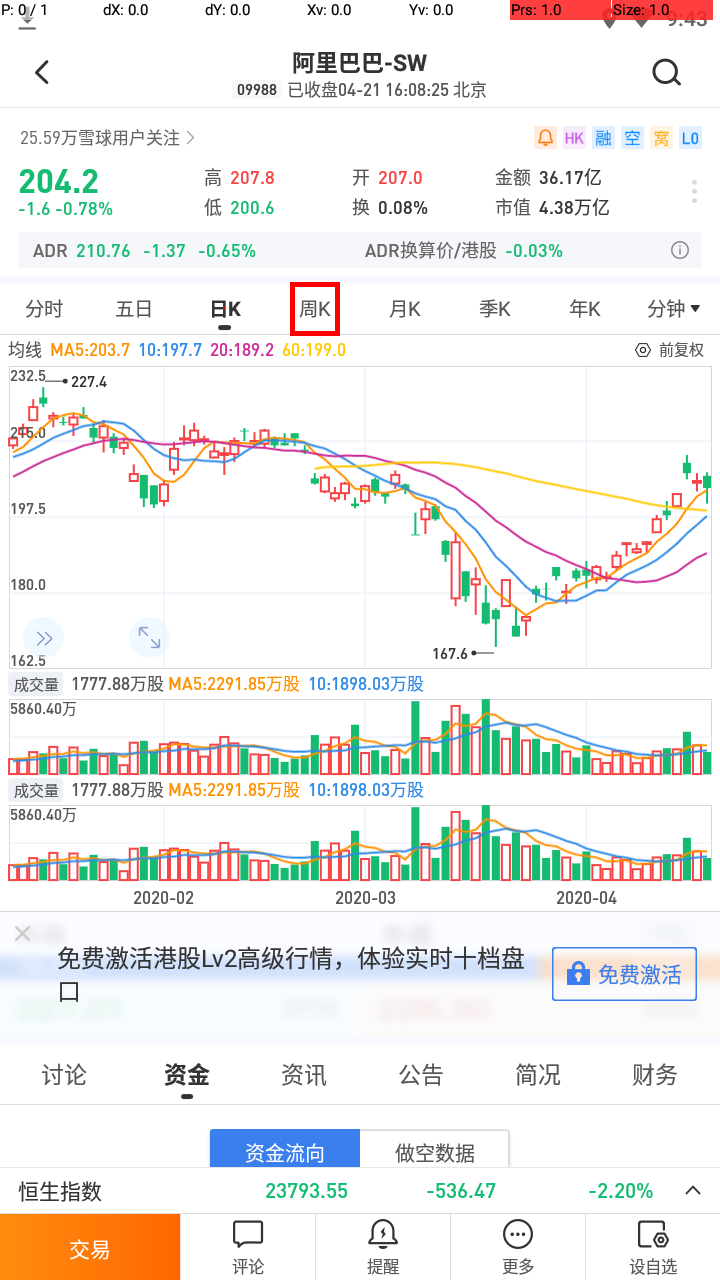 P: 0 / 1 dX: 0.0 dY: 0.0 Xv: 0.0 Yv: 0.0 Prs: 1.0 Size: 1.0
9:43
阿里巴巴-SW
09988 已收盘04-21 16:08:25 北京
25.59万雪球用户关注 HK 融 空 窝 L0
204.2 高 207.8 开 207.0 金额 36.17亿
-1.6 -0.78% 低 200.6 换 0.08% 市值 4.38万亿
ADR 210.76 -1.37 -0.65% ADR换算价/港股 -0.03%
分时 五日 日K 周K 月K 季K 年K 分钟
均线 MA5:203.7 10:197.7 20:189.2 60:199.0 前复权
232.5 227.4
215.0
197.5
180.0
167.6
162.5
成交量 1777.88万股 MA5:2291.85万股 10:1898.03万股
5860.40万
成交量 1777.88万股 MA5:2291.85万股 10:1898.03万股
5860.40万
2020-02 2020-03 2020-04
免费激活港股Lv2高级行情，体验实时十档盘
口
免费激活
讨论 资金 资讯 公告 简况 财务
资金流向 做空数据
恒生指数 23793.55 -536.47 -2.20%
交易 评论 提醒 更多 设自选